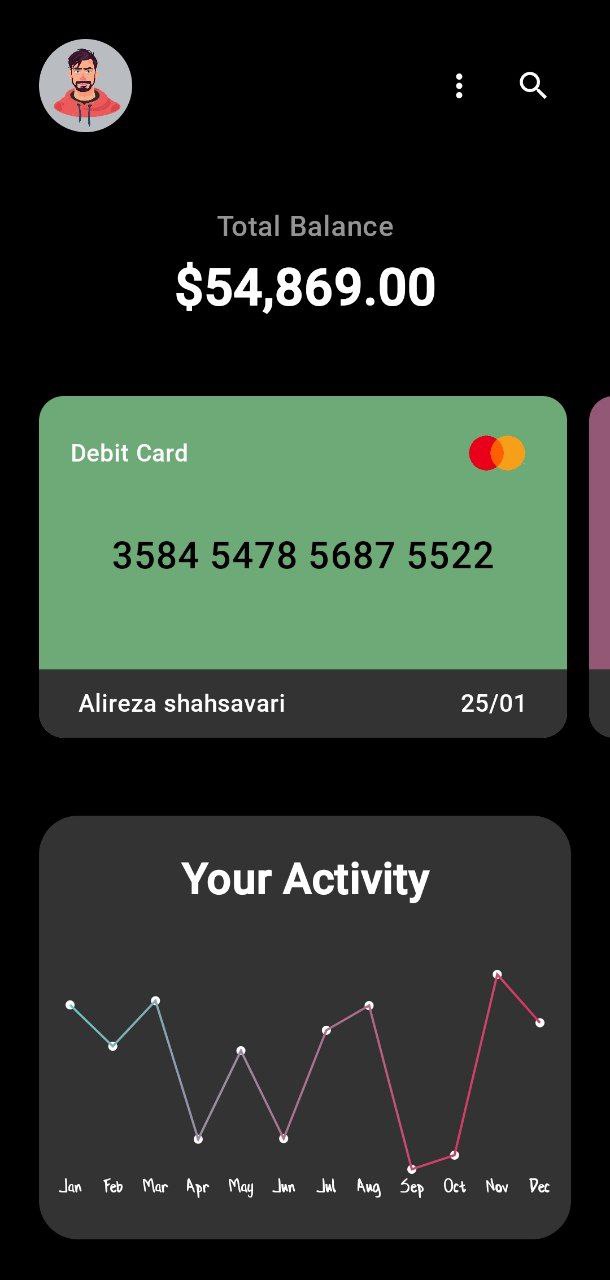 Total Balance
$54,869.00
Debit Card
3584 5478 5687 5522
Alireza shahsavari 25/01
Your Activity
Jan Feb Mar Apr May Jun Jul Aug Sep Oct Nov Dec